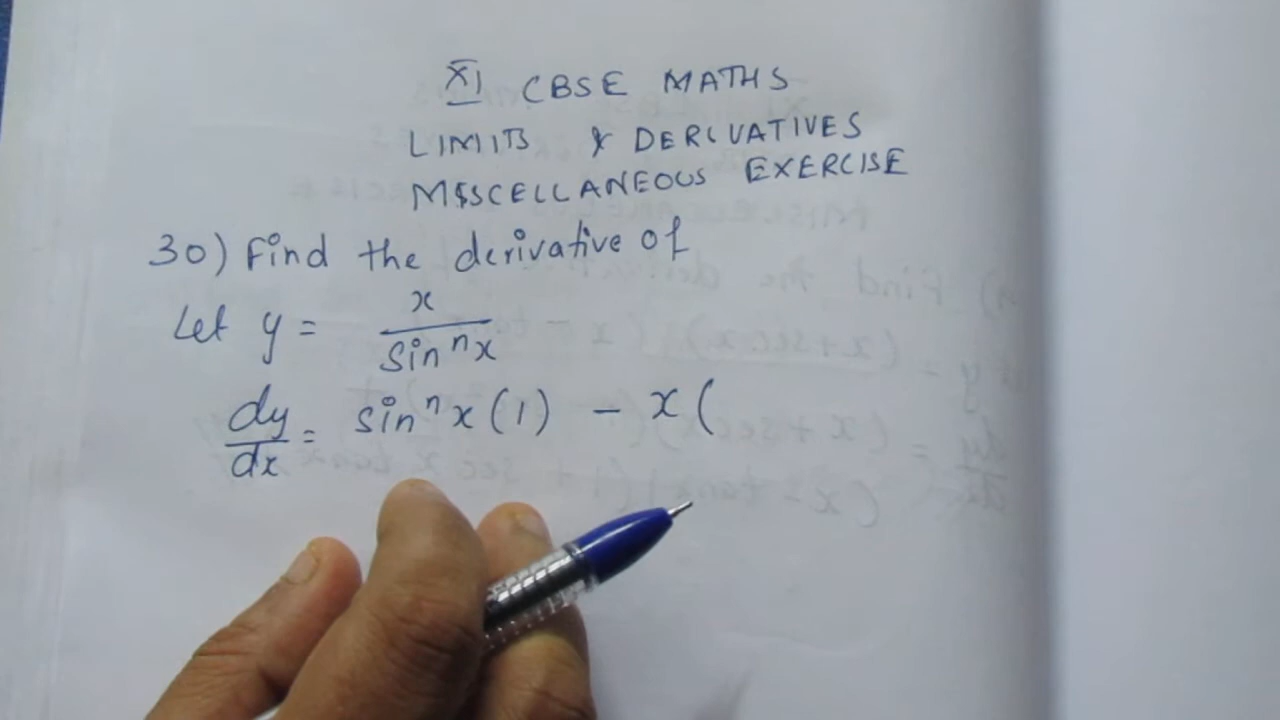 XI CBSE MATHS
LIMITS & DERIVATIVES
MISCELLANEOUS EXERCISE
30) Find the derivative of
Let y = x / sinⁿx
dy/dx = sinⁿx (1) - x (